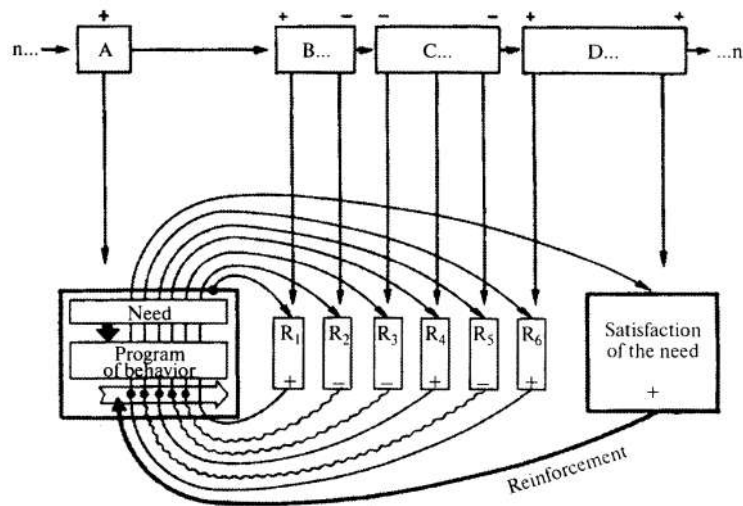 + + − − − + +
n... A B... C... D... ...n
Need
Program
of behavior
R1 R2 R3 R4 R5 R6
+ − − + − +
Satisfaction
of the need
+
Reinforcement